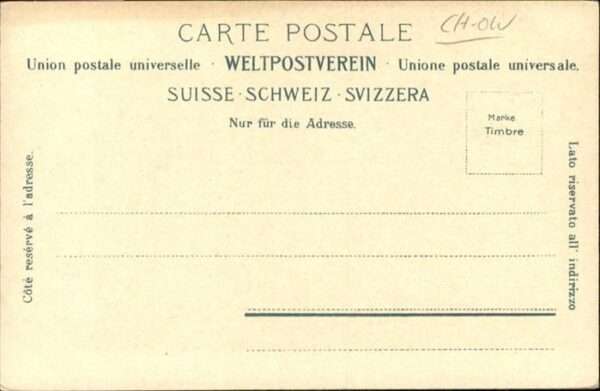 CARTE POSTALE
CH-OW
Union postale universelle · WELTPOSTVEREIN · Unione postale universale.
SUISSE · SCHWEIZ · SVIZZERA
Nur für die Adresse.
Marke
Timbre
Côté resérvé à l'adresse.
Lato riservato all' indirizzo